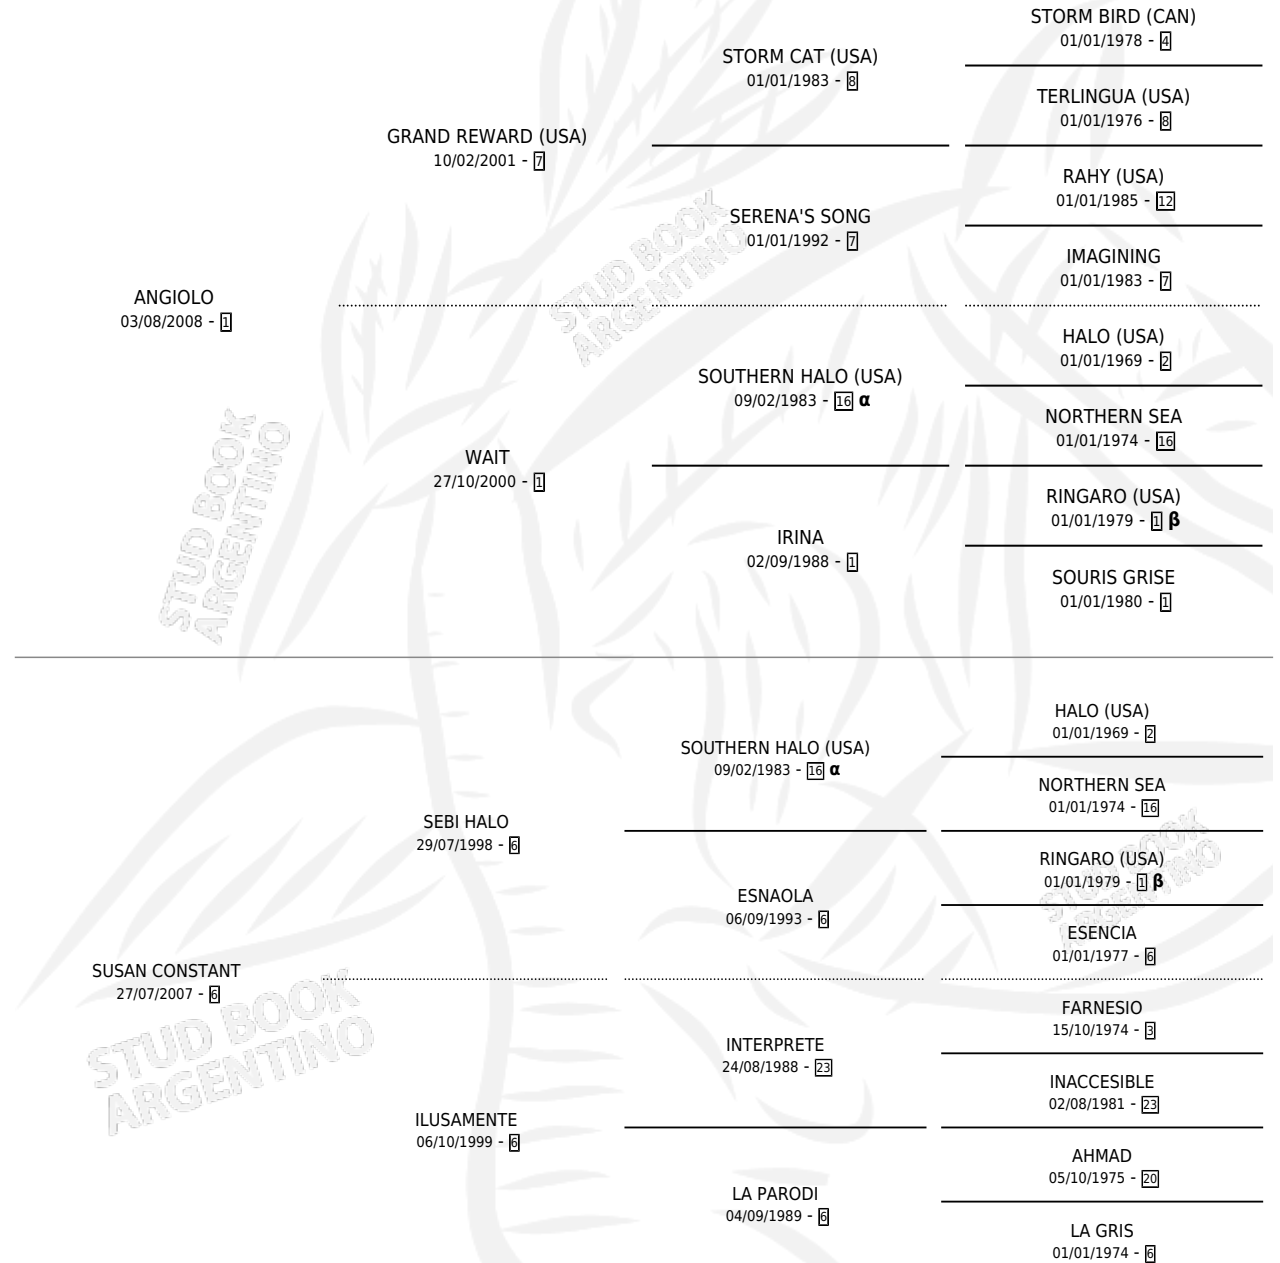 STORM BIRD (CAN)
01/01/1978 - 4
STORM CAT (USA)
01/01/1983 - 8
TERLINGUA (USA)
01/01/1976 - 8
GRAND REWARD (USA)
10/02/2001 - 7
RAHY (USA)
01/01/1985 - 12
SERENA'S SONG
01/01/1992 - 7
IMAGINING
01/01/1983 - 7
ANGIOLO
03/08/2008 - 1
HALO (USA)
01/01/1969 - 2
SOUTHERN HALO (USA)
09/02/1983 - 16 α
NORTHERN SEA
01/01/1974 - 16
WAIT
27/10/2000 - 1
RINGARO (USA)
01/01/1979 - 1 β
IRINA
02/09/1988 - 1
SOURIS GRISE
01/01/1980 - 1
HALO (USA)
01/01/1969 - 2
SOUTHERN HALO (USA)
09/02/1983 - 16 α
NORTHERN SEA
01/01/1974 - 16
SEBI HALO
29/07/1998 - 6
RINGARO (USA)
01/01/1979 - 1 β
ESNAOLA
06/09/1993 - 6
ESENCIA
01/01/1977 - 6
SUSAN CONSTANT
27/07/2007 - 6
FARNESIO
15/10/1974 - 3
INTERPRETE
24/08/1988 - 23
INACCESIBLE
02/08/1981 - 23
ILUSAMENTE
06/10/1999 - 6
AHMAD
05/10/1975 - 20
LA PARODI
04/09/1989 - 6
LA GRIS
01/01/1974 - 6
STUD BOOK
ARGENTINO
STUD BOOK
ARGENTINO
STUD BOOK
ARGENTINO
STUD BOOK
ARGENTINO